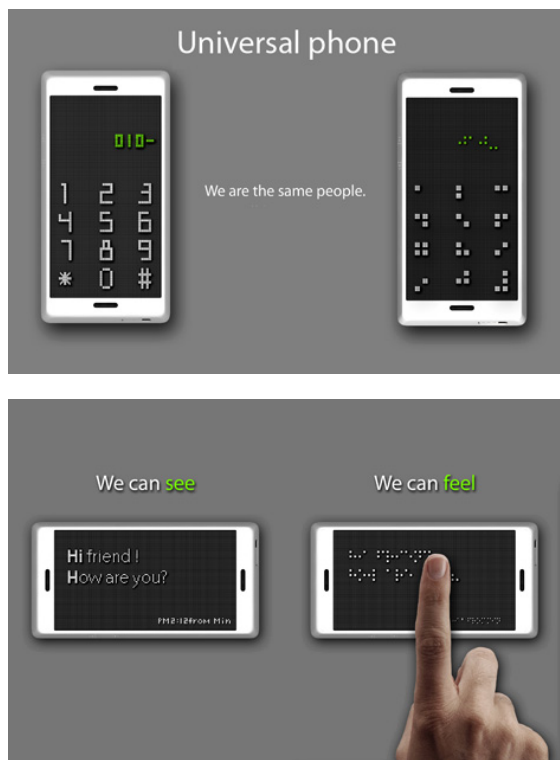 Universal phone
010-
We are the same people.
1 2 3
4 5 6
7 8 9
* 0 #
We can see
We can feel
Hi friend !
How are you?
PM2:12from Min